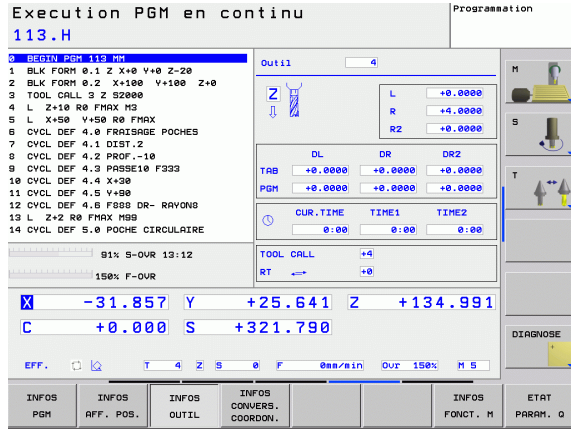 Execution PGM en continu
Programmation
113.H
0 BEGIN PGM 113 MM
1 BLK FORM 0.1 Z X+0 Y+0 Z-20
2 BLK FORM 0.2 X+100 Y+100 Z+0
3 TOOL CALL 3 Z S2000
4 L Z+10 R0 FMAX M3
5 L X+50 Y+50 R0 FMAX
6 CYCL DEF 4.0 FRAISAGE POCHES
7 CYCL DEF 4.1 DIST.2
8 CYCL DEF 4.2 PROF.-10
9 CYCL DEF 4.3 PASSE10 F333
10 CYCL DEF 4.4 X+30
11 CYCL DEF 4.5 Y+90
12 CYCL DEF 4.6 F888 DR- RAYON8
13 L Z+2 R0 FMAX M99
14 CYCL DEF 5.0 POCHE CIRCULAIRE
91% S-OVR 13:12
150% F-OVR
Outil 4
Z
L +0.0000
R +4.0000
R2 +0.0000
DL DR DR2
TAB +0.0000 +0.0000 +0.0000
PGM +0.0000 +0.0000 +0.0000
CUR.TIME TIME1 TIME2
0:00 0:00 0:00
TOOL CALL +4
RT +0
X -31.857 Y +25.641 Z +134.991
C +0.000 S +321.790
EFF. T 4 Z S 0 F 0mm/min Ovr 150% M 5
M
S
T
DIAGNOSE
INFOS PGM
INFOS AFF. POS.
INFOS OUTIL
INFOS CONVERS. COORDON.
INFOS FONCT. M
ETAT PARAM. Q